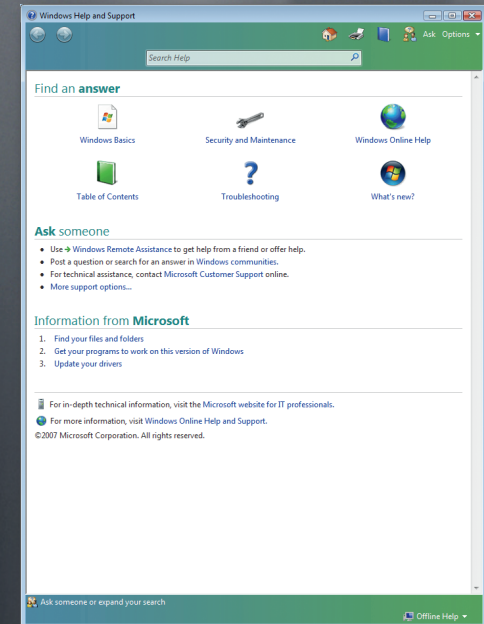 Windows Help and Support
Ask Options
Search Help
Find an answer
Windows Basics Security and Maintenance Windows Online Help
Table of Contents Troubleshooting What's new?
Ask someone
• Use → Windows Remote Assistance to get help from a friend or offer help.
• Post a question or search for an answer in Windows communities.
• For technical assistance, contact Microsoft Customer Support online.
• More support options...
Information from Microsoft
1. Find your files and folders
2. Get your programs to work on this version of Windows
3. Update your drivers
For in-depth technical information, visit the Microsoft website for IT professionals.
For more information, visit Windows Online Help and Support.
©2007 Microsoft Corporation. All rights reserved.
Ask someone or expand your search
Offline Help